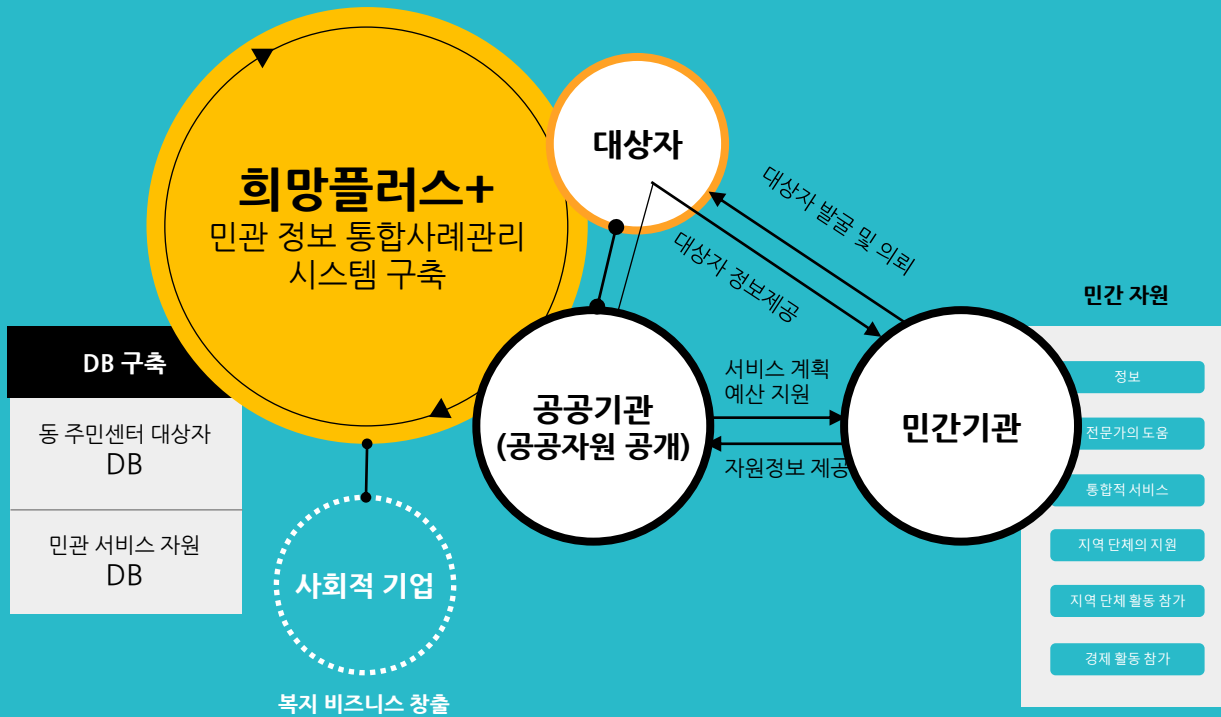 희망플러스+
민관 정보 통합사례관리
시스템 구축
대상자
대상자 발굴 및 의뢰
대상자 정보제공
민간 자원
DB 구축
동 주민센터 대상자
DB
민관 서비스 자원
DB
공공기관
(공공자원 공개)
서비스 계획
예산 지원
자원정보 제공
민간기관
정보
전문가의 도움
통합적 서비스
지역 단체의 지원
지역 단체 활동 참가
경제 활동 참가
사회적 기업
복지 비즈니스 창출